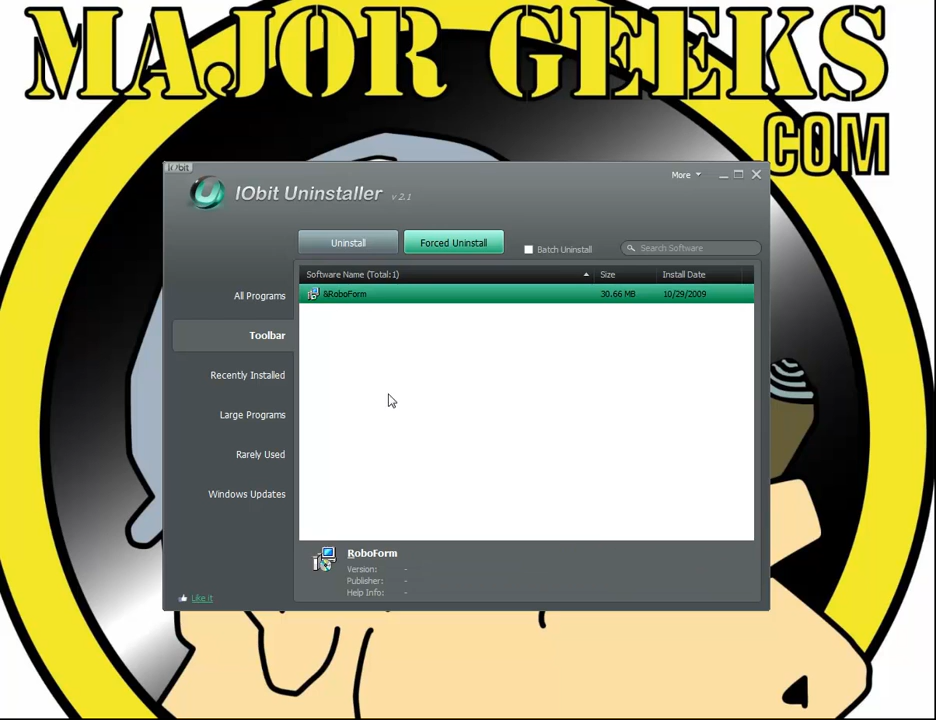 MAJOR GEEKS
.COM
IObit
IObit Uninstaller v 2.1
More
Uninstall
Forced Uninstall
Batch Uninstall
Search Software
Software Name (Total:1)
Size
Install Date
&RoboForm
30.66 MB
10/29/2009
All Programs
Toolbar
Recently Installed
Large Programs
Rarely Used
Windows Updates
RoboForm
Version: -
Publisher: -
Help Info: -
Like it